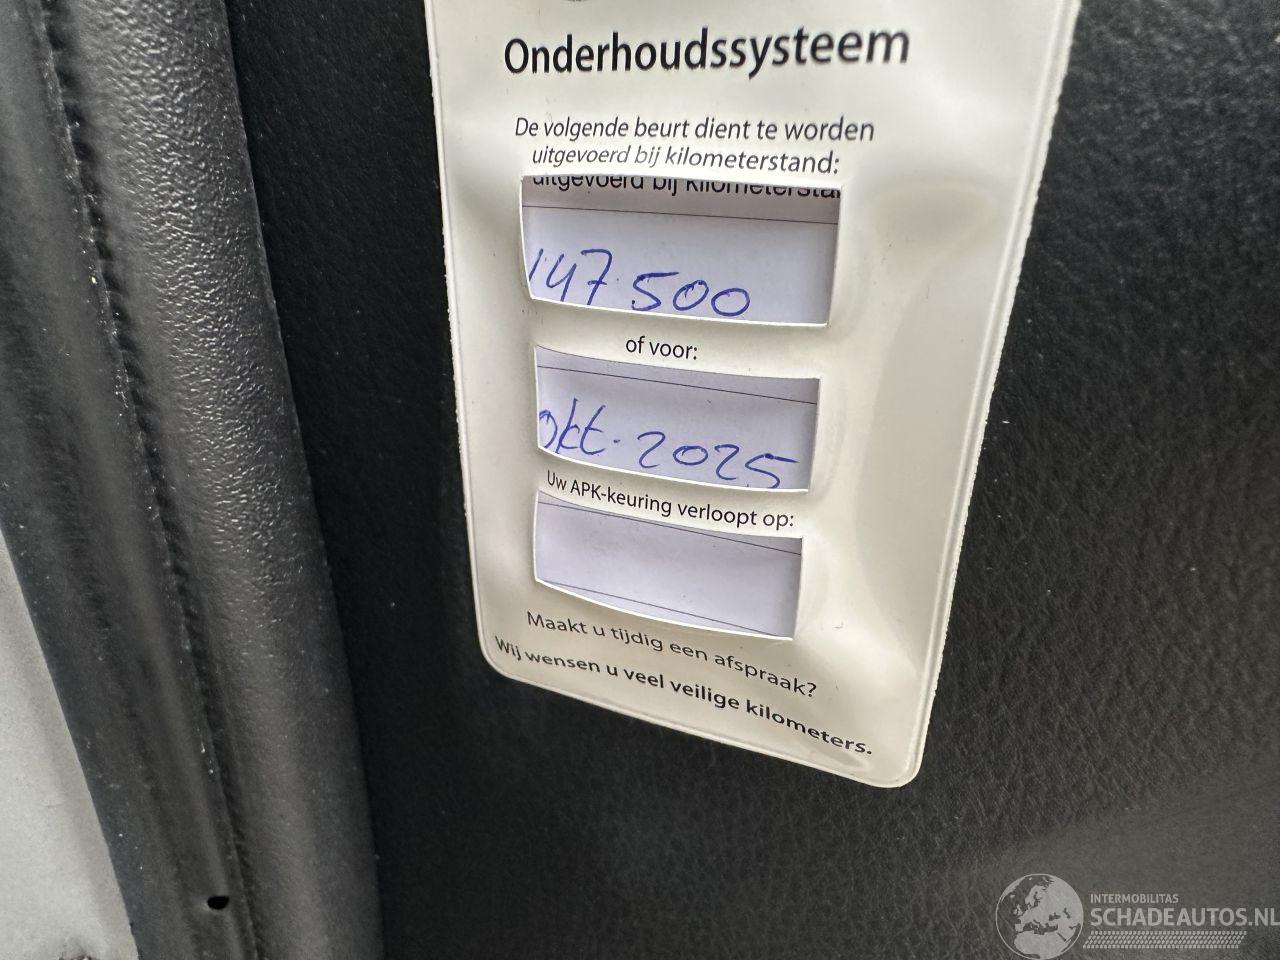 Onderhoudssysteem
De volgende beurt dient te worden
uitgevoerd bij kilometerstand:
uitgevoerd bij kilometerstan
147.500
of voor:
okt. 2025
Uw APK-keuring verloopt op:
Maakt u tijdig een afspraak?
Wij wensen u veel veilige kilometers.
INTERMOBILITAS
SCHADEAUTOS.NL